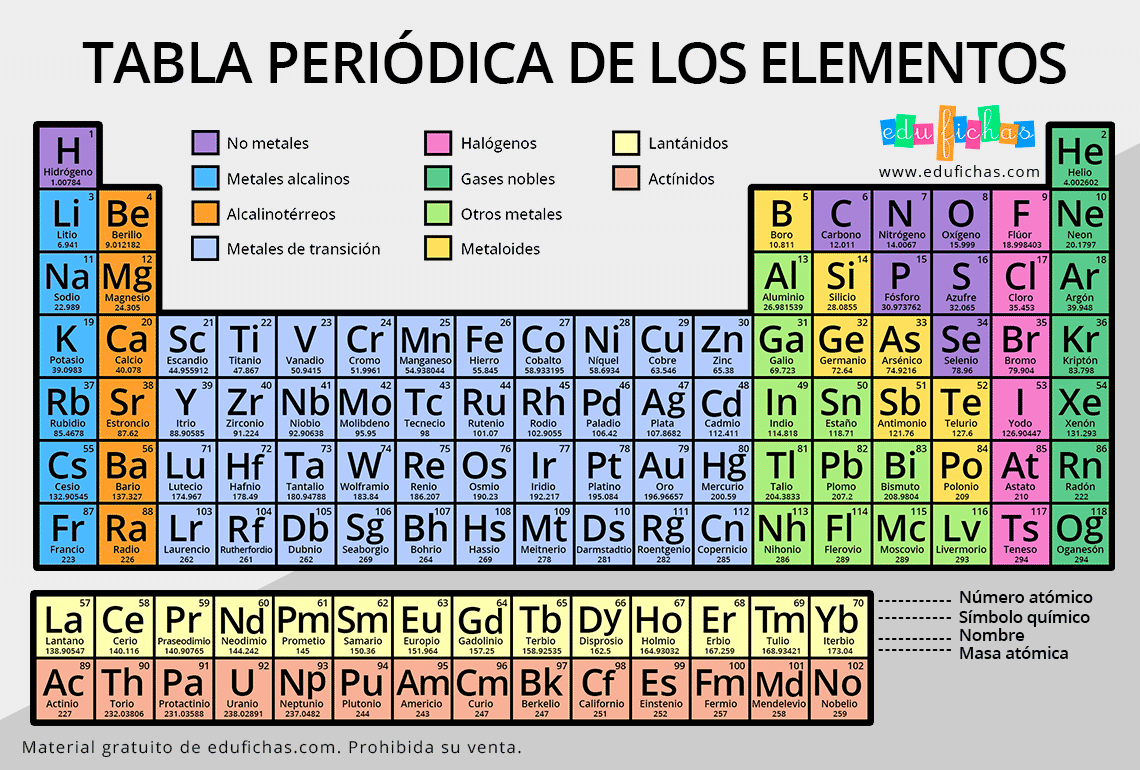 TABLA PERIÓDICA DE LOS ELEMENTOS
No metales
Metales alcalinos
Alcalinotérreos
Metales de transición
Halógenos
Gases nobles
Otros metales
Metaloides
Lantánidos
Actínidos
edufichas
www.edufichas.com
1 2
H He
Hidrógeno Helio
1.00784 4.002602
3 4 5 6 7 8 9 10
Li Be B C N O F Ne
Litio Berilio Boro Carbono Nitrógeno Oxígeno Flúor Neon
6.941 9.012182 10.811 12.011 14.0067 15.999 18.998403 20.1797
11 12 13 14 15 16 17 18
Na Mg Al Si P S Cl Ar
Sodio Magnesio Aluminio Silicio Fósforo Azufre Cloro Argón
22.989 24.305 26.981539 28.0855 30.973762 32.065 35.453 39.948
19 20 21 22 23 24 25 26 27 28 29 30 31 32 33 34 35 36
K Ca Sc Ti V Cr Mn Fe Co Ni Cu Zn Ga Ge As Se Br Kr
Potasio Calcio Escandio Titanio Vanadio Cromo Manganeso Hierro Cobalto Níquel Cobre Zinc Galio Germanio Arsénico Selenio Bromo Kriptón
39.0983 40.078 44.955912 47.867 50.9415 51.9961 54.938044 55.845 58.933195 58.6934 63.546 65.38 69.723 72.64 74.9216 78.96 79.904 83.798
37 38 39 40 41 42 43 44 45 46 47 48 49 50 51 52 53 54
Rb Sr Y Zr Nb Mo Tc Ru Rh Pd Ag Cd In Sn Sb Te I Xe
Rubidio Estroncio Itrio Zirconio Niobio Molibdeno Tecnecio Rutenio Rodio Paladio Plata Cadmio Indio Estaño Antimonio Telurio Yodo Xenón
85.4678 87.62 88.90585 91.224 92.90638 95.95 98 101.07 102.9055 106.42 107.8682 112.411 114.818 118.71 121.76 127.6 126.90447 131.293
55 56 71 72 73 74 75 76 77 78 79 80 81 82 83 84 85 86
Cs Ba Lu Hf Ta W Re Os Ir Pt Au Hg Tl Pb Bi Po At Rn
Cesio Bario Lutecio Hafnio Tantalio Wolframio Renio Osmio Iridio Platino Oro Mercurio Talio Plomo Bismuto Polonio Astato Radón
132.90545 137.327 174.967 178.49 180.94788 183.84 186.207 190.23 192.217 195.084 196.96657 200.59 204.3833 207.2 208.9804 209 210 222
87 88 103 104 105 106 107 108 109 110 111 112 113 114 115 116 117 118
Fr Ra Lr Rf Db Sg Bh Hs Mt Ds Rg Cn Nh Fl Mc Lv Ts Og
Francio Radio Laurencio Rutherfordio Dubnio Seaborgio Bohrio Hassio Meitnerio Darmstadtio Roentgenio Copernicio Nihonio Flerovio Moscovio Livermorio Teneso Oganesón
223 226 262 261 262 269 264 269 278 281 282 285 286 289 289 293 294 294
57 58 59 60 61 62 63 64 65 66 67 68 69 70
La Ce Pr Nd Pm Sm Eu Gd Tb Dy Ho Er Tm Yb
Lantano Cerio Praseodimio Neodimio Prometio Samario Europio Gadolinio Terbio Disprosio Holmio Erbio Tulio Iterbio
138.90547 140.116 140.90765 144.242 145 150.36 151.964 157.25 158.92535 162.5 164.93032 167.259 168.93421 173.04
89 90 91 92 93 94 95 96 97 98 99 100 101 102
Ac Th Pa U Np Pu Am Cm Bk Cf Es Fm Md No
Actinio Torio Protactinio Uranio Neptunio Plutonio Americio Curio Berkelio Californio Einstenio Fermio Mendelevio Nobelio
227 232.03806 231.03588 238.02891 237.0482 244 243 247 247 251 252 257 258 259
Número atómico
Símbolo químico
Nombre
Masa atómica
Material gratuito de edufichas.com. Prohibida su venta.